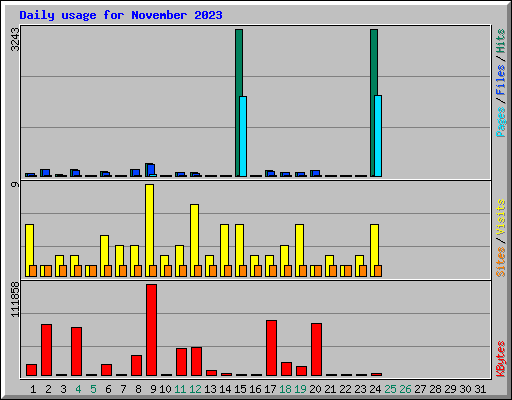 Daily usage for November 2023
3243
Pages / Files / Hits
9
Sites / Visits
111858
KBytes
1 2 3 4 5 6 7 8 9 10 11 12 13 14 15 16 17 18 19 20 21 22 23 24 25 26 27 28 29 30 31